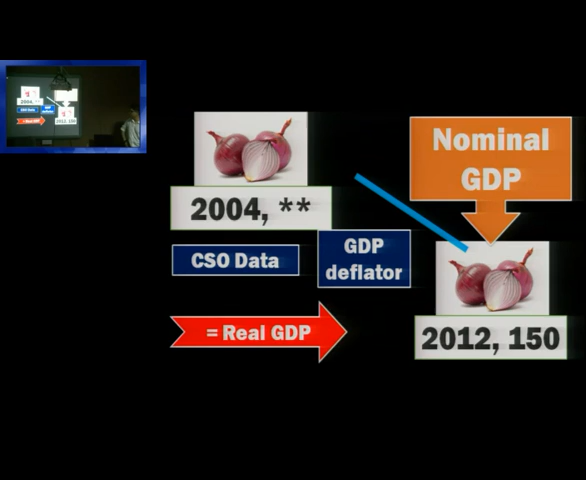 Nominal
GDP
2004, **
CSO Data
GDP
deflator
= Real GDP
2012, 150